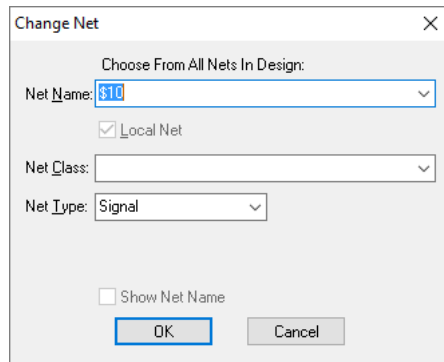 Change Net
Choose From All Nets In Design:
Net Name: $10
Local Net
Net Class:
Net Type: Signal
Show Net Name
OK Cancel